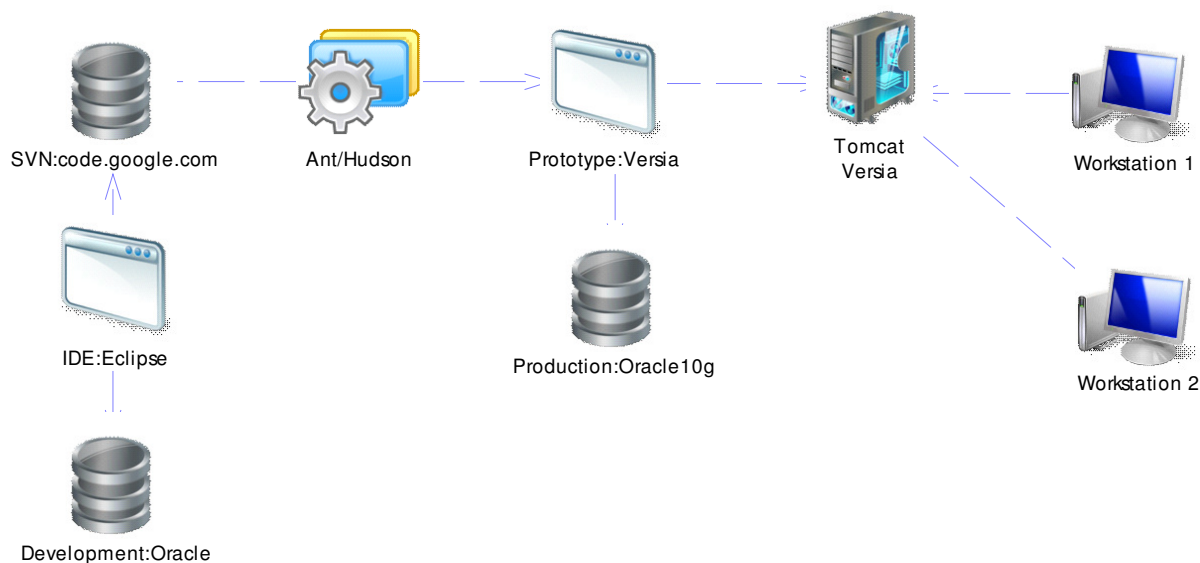 SVN:code.google.com
Ant/Hudson
Prototype:Versia
Tomcat
Versia
Workstation 1
IDE:Eclipse
Production:Oracle10g
Workstation 2
Development:Oracle